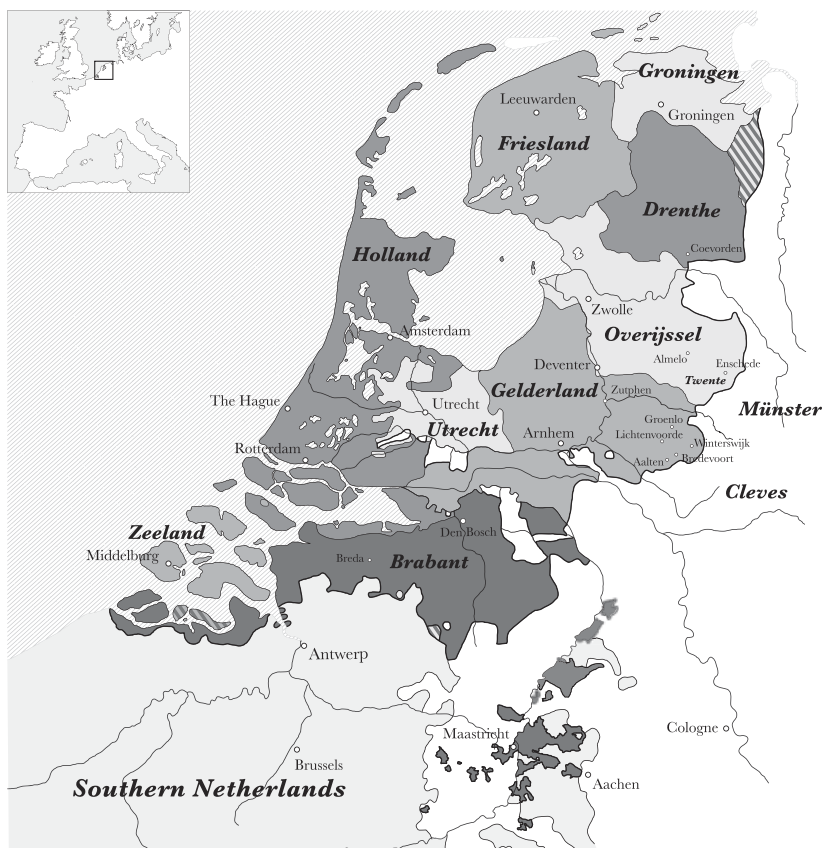 Groningen
Leeuwarden
Groningen
Friesland
Drenthe
Holland
Coevorden
Zwolle
Amsterdam
Overijssel
Almelo
Enschede
Deventer
Twente
Gelderland
Zutphen
The Hague
Utrecht
Münster
Groenlo
Utrecht
Arnhem
Lichtenvoorde
Winterswijk
Rotterdam
Aalten
Bredevoort
Cleves
Zeeland
Den Bosch
Middelburg
Breda
Brabant
Antwerp
Maastricht
Cologne
Brussels
Southern Netherlands
Aachen